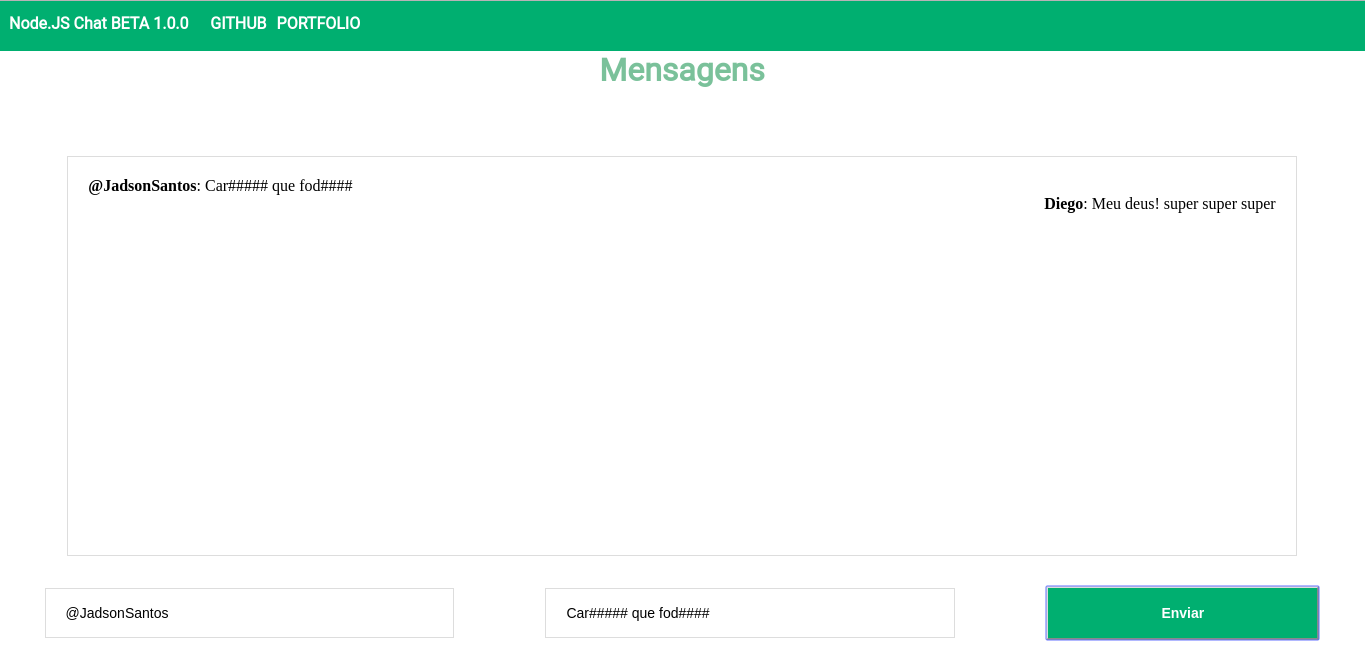 Node.JS Chat BETA 1.0.0 GITHUB PORTFOLIO
Mensagens
@JadsonSantos: Car##### que fod####
Diego: Meu deus! super super super
@JadsonSantos
Car##### que fod####
Enviar